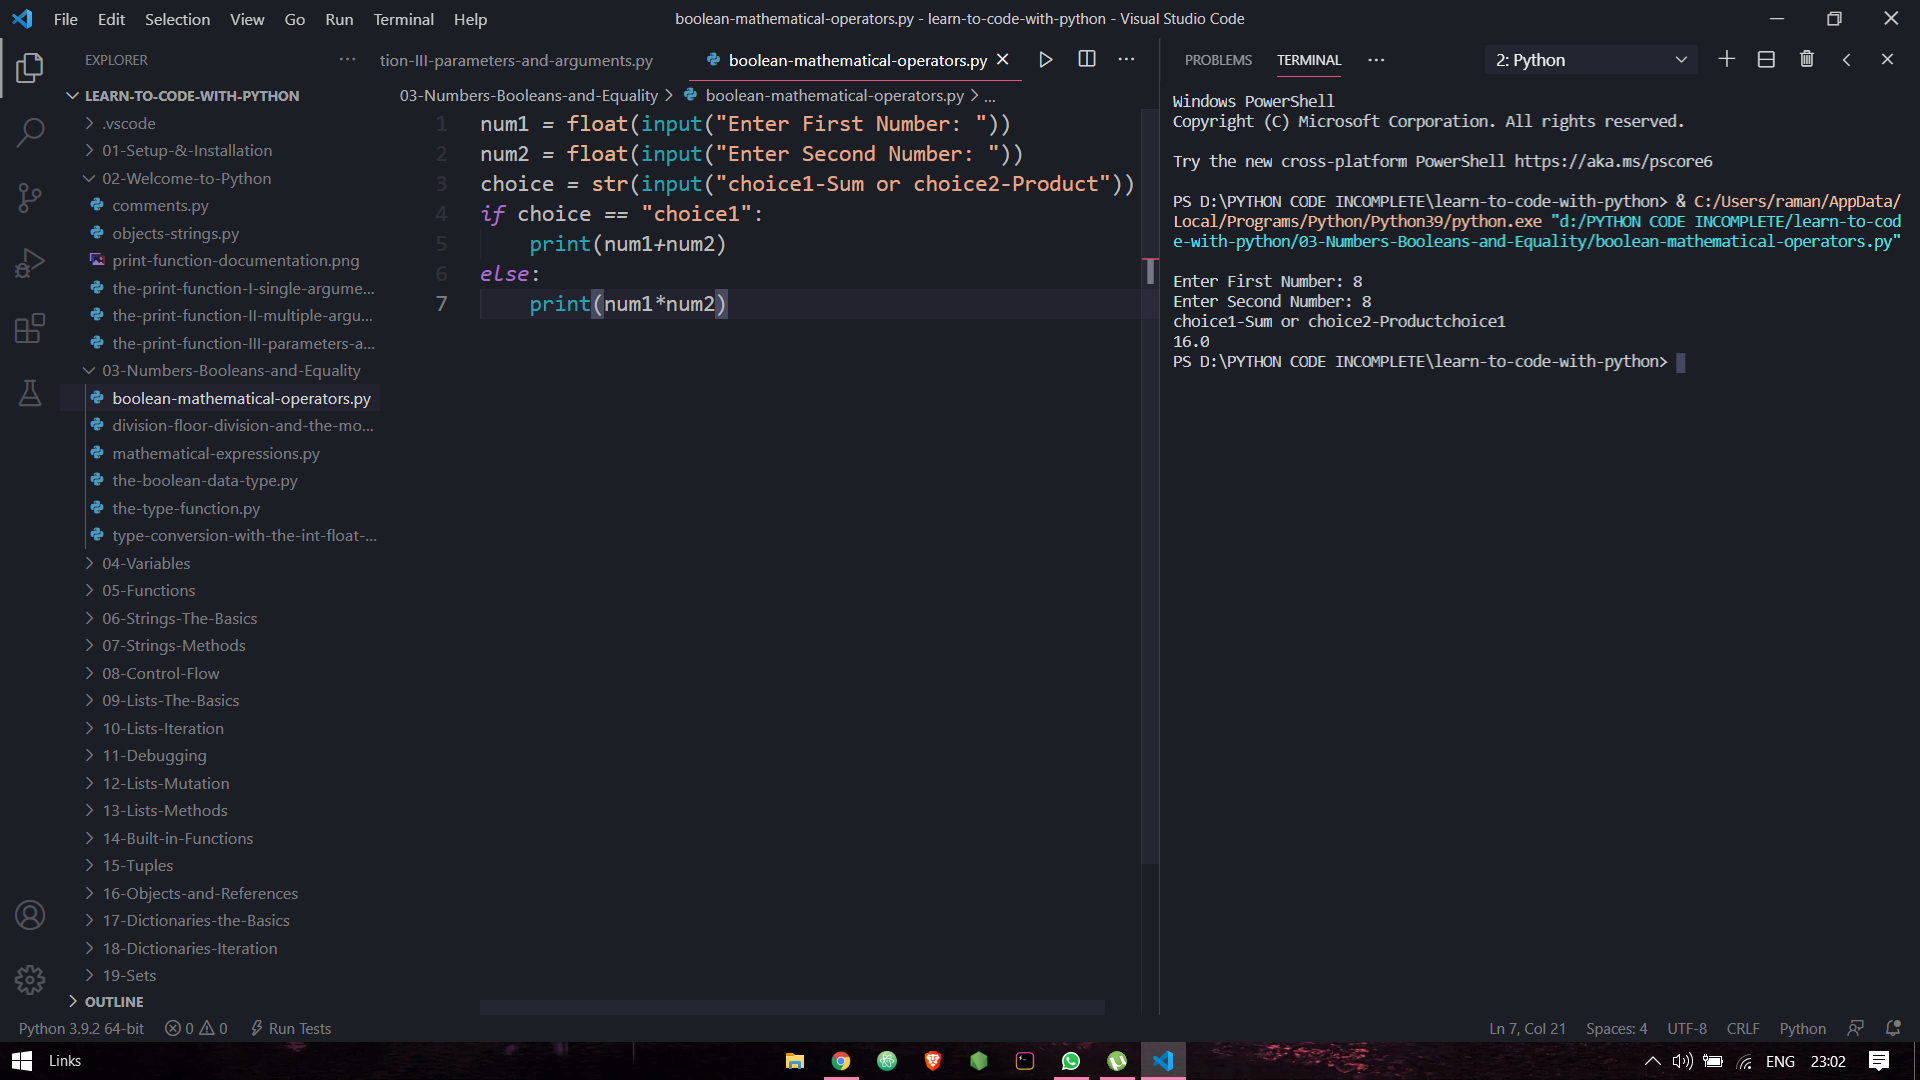 File Edit Selection View Go Run Terminal Help
boolean-mathematical-operators.py - learn-to-code-with-python - Visual Studio Code
EXPLORER
LEARN-TO-CODE-WITH-PYTHON
.vscode
01-Setup-&-Installation
02-Welcome-to-Python
comments.py
objects-strings.py
print-function-documentation.png
the-print-function-I-single-argume...
the-print-function-II-multiple-argu...
the-print-function-III-parameters-a...
03-Numbers-Booleans-and-Equality
boolean-mathematical-operators.py
division-floor-division-and-the-mo...
mathematical-expressions.py
the-boolean-data-type.py
the-type-function.py
type-conversion-with-the-int-float-...
04-Variables
05-Functions
06-Strings-The-Basics
07-Strings-Methods
08-Control-Flow
09-Lists-The-Basics
10-Lists-Iteration
11-Debugging
12-Lists-Mutation
13-Lists-Methods
14-Built-in-Functions
15-Tuples
16-Objects-and-References
17-Dictionaries-the-Basics
18-Dictionaries-Iteration
19-Sets
OUTLINE
tion-III-parameters-and-arguments.py
boolean-mathematical-operators.py
03-Numbers-Booleans-and-Equality > boolean-mathematical-operators.py > ...
1 num1 = float(input("Enter First Number: "))
2 num2 = float(input("Enter Second Number: "))
3 choice = str(input("choice1-Sum or choice2-Product"))
4 if choice == "choice1":
5     print(num1+num2)
6 else:
7     print(num1*num2)
PROBLEMS TERMINAL ... 2: Python
Windows PowerShell
Copyright (C) Microsoft Corporation. All rights reserved.
Try the new cross-platform PowerShell https://aka.ms/pscore6
PS D:\PYTHON CODE INCOMPLETE\learn-to-code-with-python> & C:/Users/raman/AppData/
Local/Programs/Python/Python39/python.exe "d:/PYTHON CODE INCOMPLETE/learn-to-cod
e-with-python/03-Numbers-Booleans-and-Equality/boolean-mathematical-operators.py"
Enter First Number: 8
Enter Second Number: 8
choice1-Sum or choice2-Productchoice1
16.0
PS D:\PYTHON CODE INCOMPLETE\learn-to-code-with-python>
Python 3.9.2 64-bit 0 0 Run Tests
Ln 7, Col 21 Spaces: 4 UTF-8 CRLF Python
Links
ENG 23:02